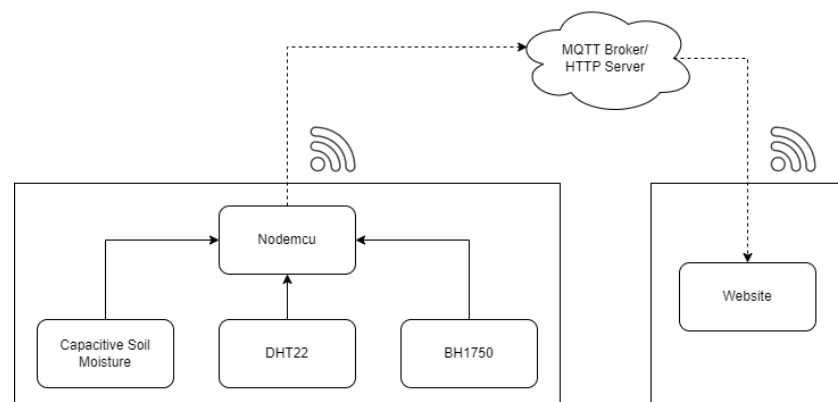 MQTT Broker/
HTTP Server
Nodemcu
Website
Capacitive Soil
Moisture
DHT22
BH1750